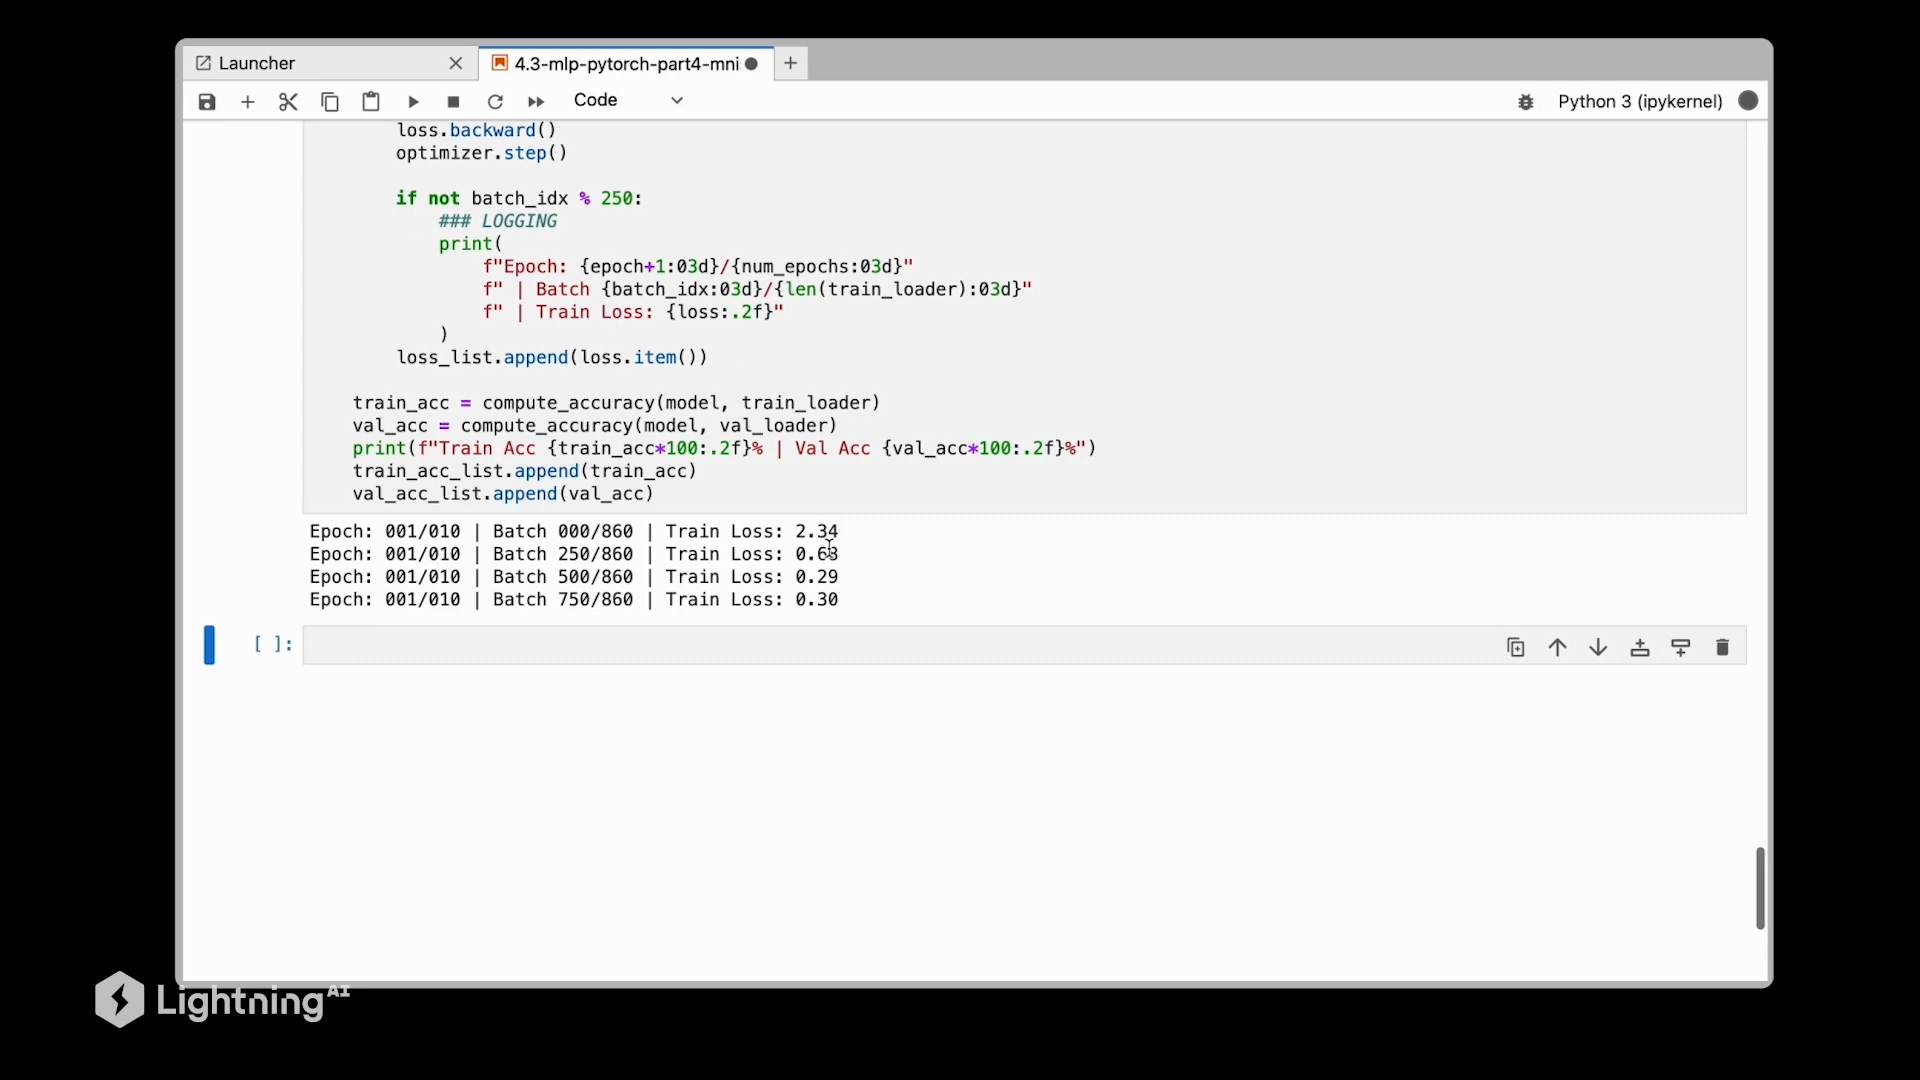 Launcher
4.3-mlp-pytorch-part4-mni
Code
Python 3 (ipykernel)
loss.backward()
optimizer.step()
if not batch_idx % 250:
### LOGGING
print(
f"Epoch: {epoch+1:03d}/{num_epochs:03d}"
f" | Batch {batch_idx:03d}/{len(train_loader):03d}"
f" | Train Loss: {loss:.2f}"
)
loss_list.append(loss.item())
train_acc = compute_accuracy(model, train_loader)
val_acc = compute_accuracy(model, val_loader)
print(f"Train Acc {train_acc*100:.2f}% | Val Acc {val_acc*100:.2f}%")
train_acc_list.append(train_acc)
val_acc_list.append(val_acc)
Epoch: 001/010 | Batch 000/860 | Train Loss: 2.34
Epoch: 001/010 | Batch 250/860 | Train Loss: 0.63
Epoch: 001/010 | Batch 500/860 | Train Loss: 0.29
Epoch: 001/010 | Batch 750/860 | Train Loss: 0.30
[ ]:
Lightning AI